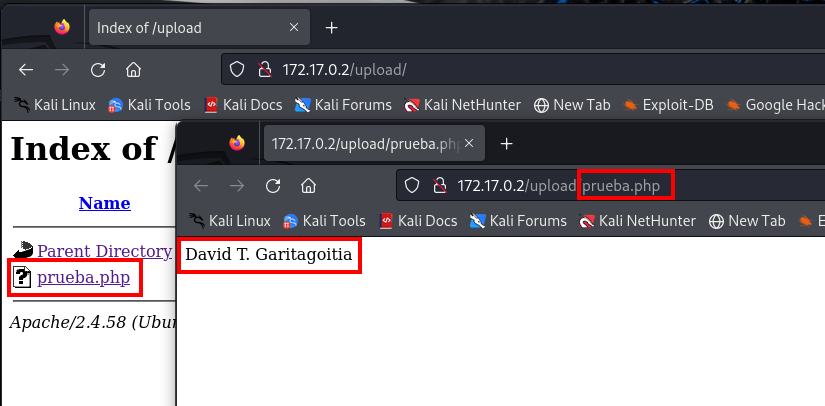 Index of /upload
172.17.0.2/upload/
Kali Linux Kali Tools Kali Docs Kali Forums Kali NetHunter New Tab Exploit-DB Google Hack
Index of /
Name
Parent Directory
prueba.php
Apache/2.4.58 (Ubun
172.17.0.2/upload/prueba.php
172.17.0.2/upload/prueba.php
Kali Linux Kali Tools Kali Docs Kali Forums Kali NetHunter New Tab E
David T. Garitagoitia